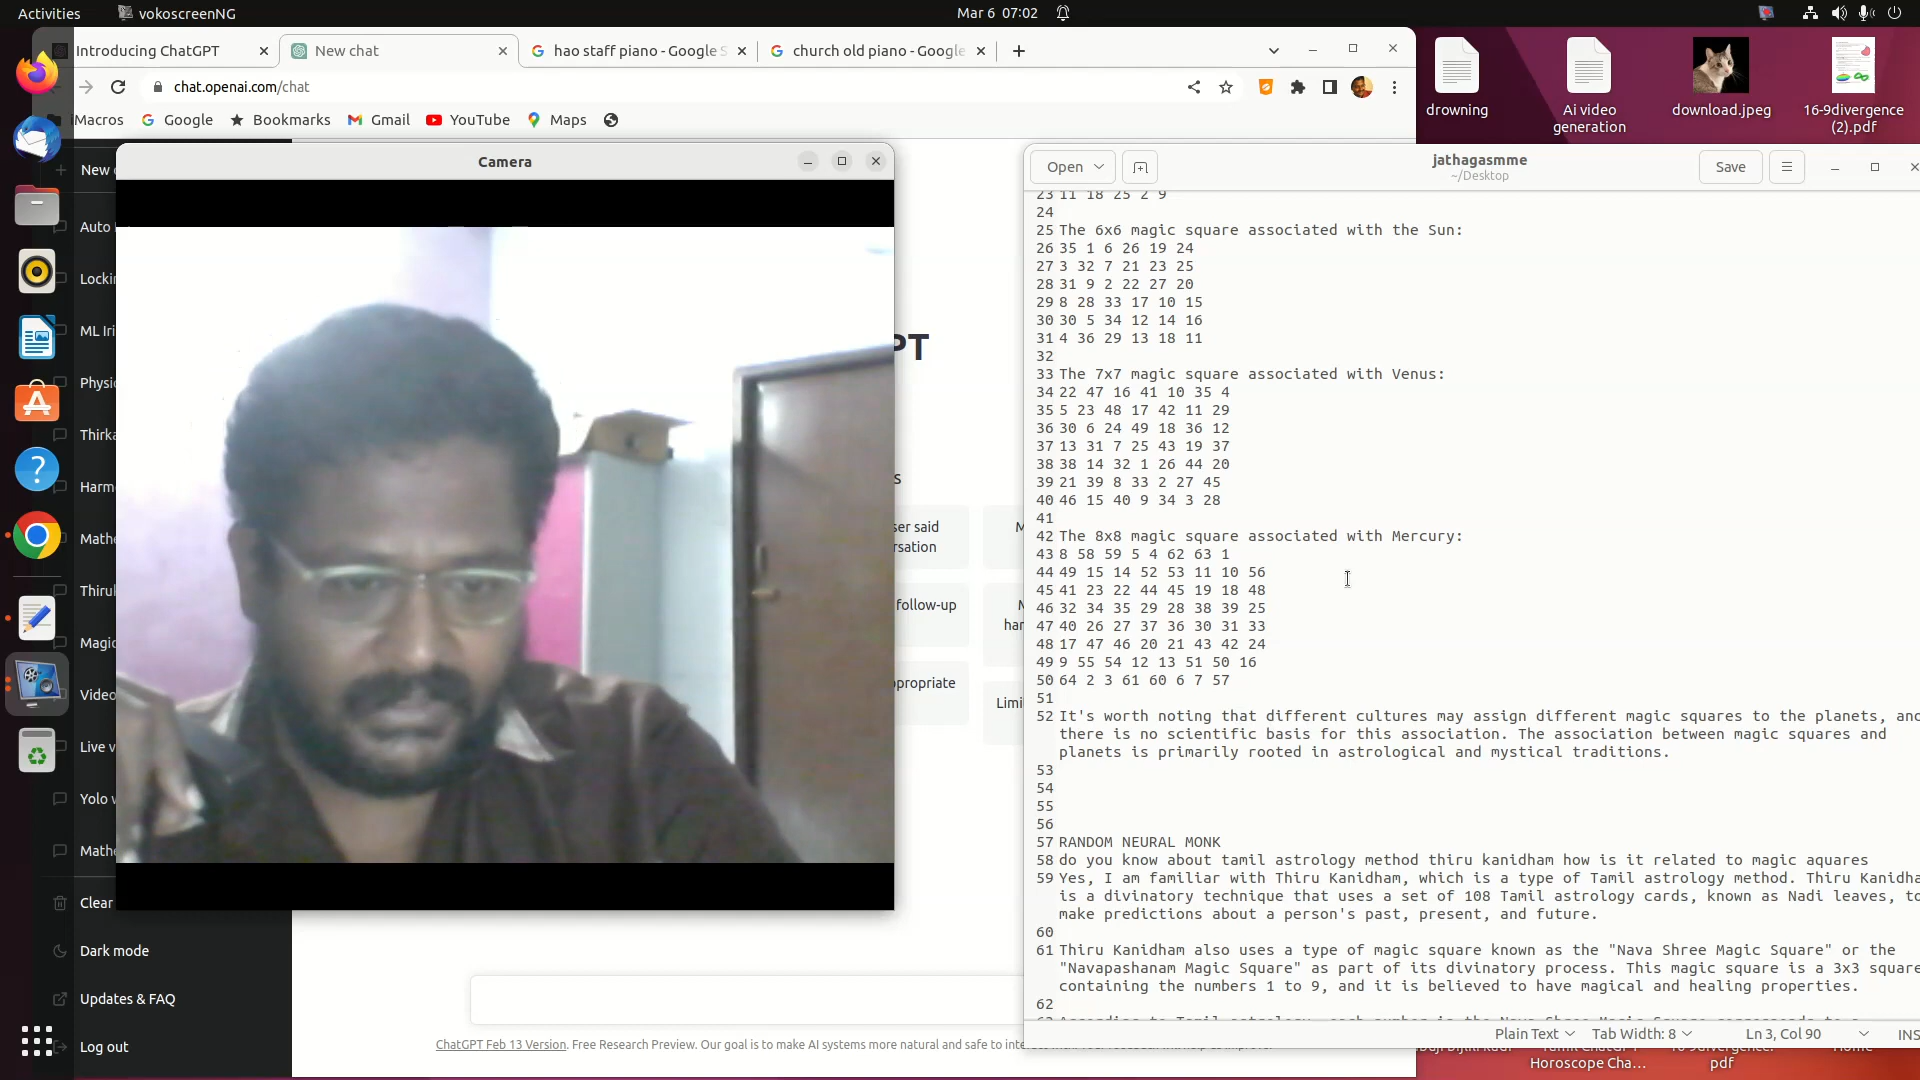 Activities
vokoscreenNG
Mar 6 07:02
Introducing ChatGPT
New chat
hao staff piano - Google S
church old piano - Google
chat.openai.com/chat
Macros
Google
Bookmarks
Gmail
YouTube
Maps
New
Auto
Lockin
ML Iri
Physic
Thirka
Harm
Mathe
Thiruk
Magic
Video
Live v
Yolo w
Mathe
Clear
Dark mode
Updates & FAQ
Log out
Camera
PT
s
ser said
rsation
follow-up
propriate
M
har
Limi
ChatGPT Feb 13 Version. Free Research Preview. Our goal is to make AI systems more natural and safe to inte
drowning
Ai video
generation
download.jpeg
16-9divergence
(2).pdf
Open
jathagasmme
~/Desktop
Save
23 11 18 25 2 9
24
25 The 6x6 magic square associated with the Sun:
26 35 1 6 26 19 24
27 3 32 7 21 23 25
28 31 9 2 22 27 20
29 8 28 33 17 10 15
30 30 5 34 12 14 16
31 4 36 29 13 18 11
32
33 The 7x7 magic square associated with Venus:
34 22 47 16 41 10 35 4
35 5 23 48 17 42 11 29
36 30 6 24 49 18 36 12
37 13 31 7 25 43 19 37
38 38 14 32 1 26 44 20
39 21 39 8 33 2 27 45
40 46 15 40 9 34 3 28
41
42 The 8x8 magic square associated with Mercury:
43 8 58 59 5 4 62 63 1
44 49 15 14 52 53 11 10 56
45 41 23 22 44 45 19 18 48
46 32 34 35 29 28 38 39 25
47 40 26 27 37 36 30 31 33
48 17 47 46 20 21 43 42 24
49 9 55 54 12 13 51 50 16
50 64 2 3 61 60 6 7 57
51
52 It's worth noting that different cultures may assign different magic squares to the planets, and
there is no scientific basis for this association. The association between magic squares and
planets is primarily rooted in astrological and mystical traditions.
53
54
55
56
57 RANDOM NEURAL MONK
58 do you know about tamil astrology method thiru kanidham how is it related to magic aquares
59 Yes, I am familiar with Thiru Kanidham, which is a type of Tamil astrology method. Thiru Kanidha
is a divinatory technique that uses a set of 108 Tamil astrology cards, known as Nadi leaves, to
make predictions about a person's past, present, and future.
60
61 Thiru Kanidham also uses a type of magic square known as the "Nava Shree Magic Square" or the
"Navapashanam Magic Square" as part of its divinatory process. This magic square is a 3x3 square
containing the numbers 1 to 9, and it is believed to have magical and healing properties.
62
Plain Text
Tab Width: 8
Ln 3, Col 90
INS
Horoscope Cha...
pdf